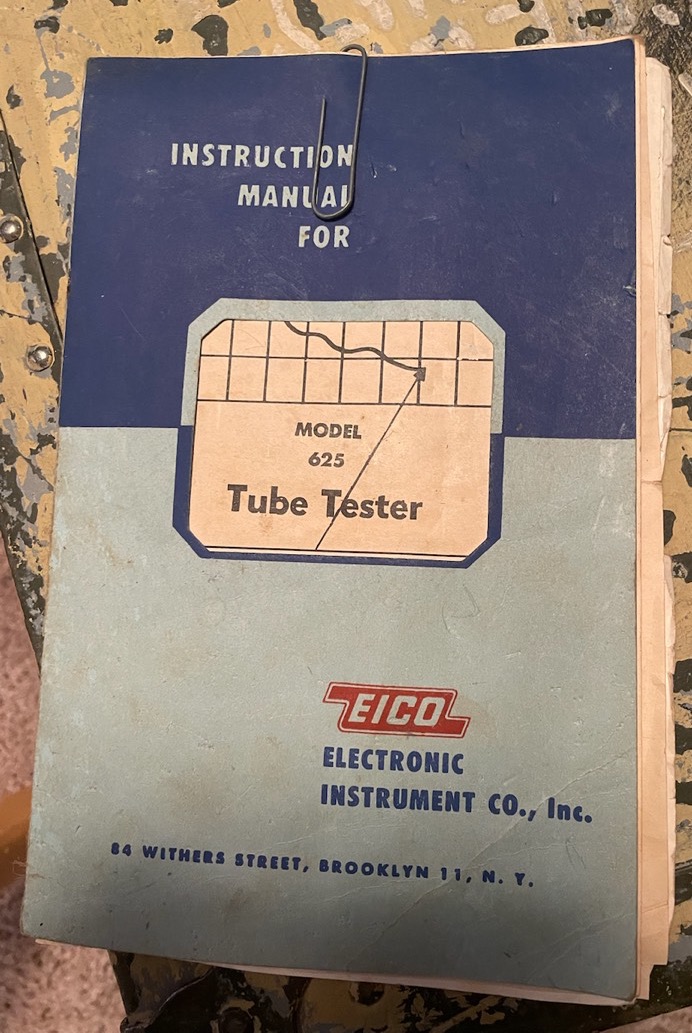 INSTRUCTION
MANUAL
FOR
MODEL
625
Tube Tester
EICO
ELECTRONIC
INSTRUMENT CO., Inc.
84 WITHERS STREET, BROOKLYN 11, N. Y.